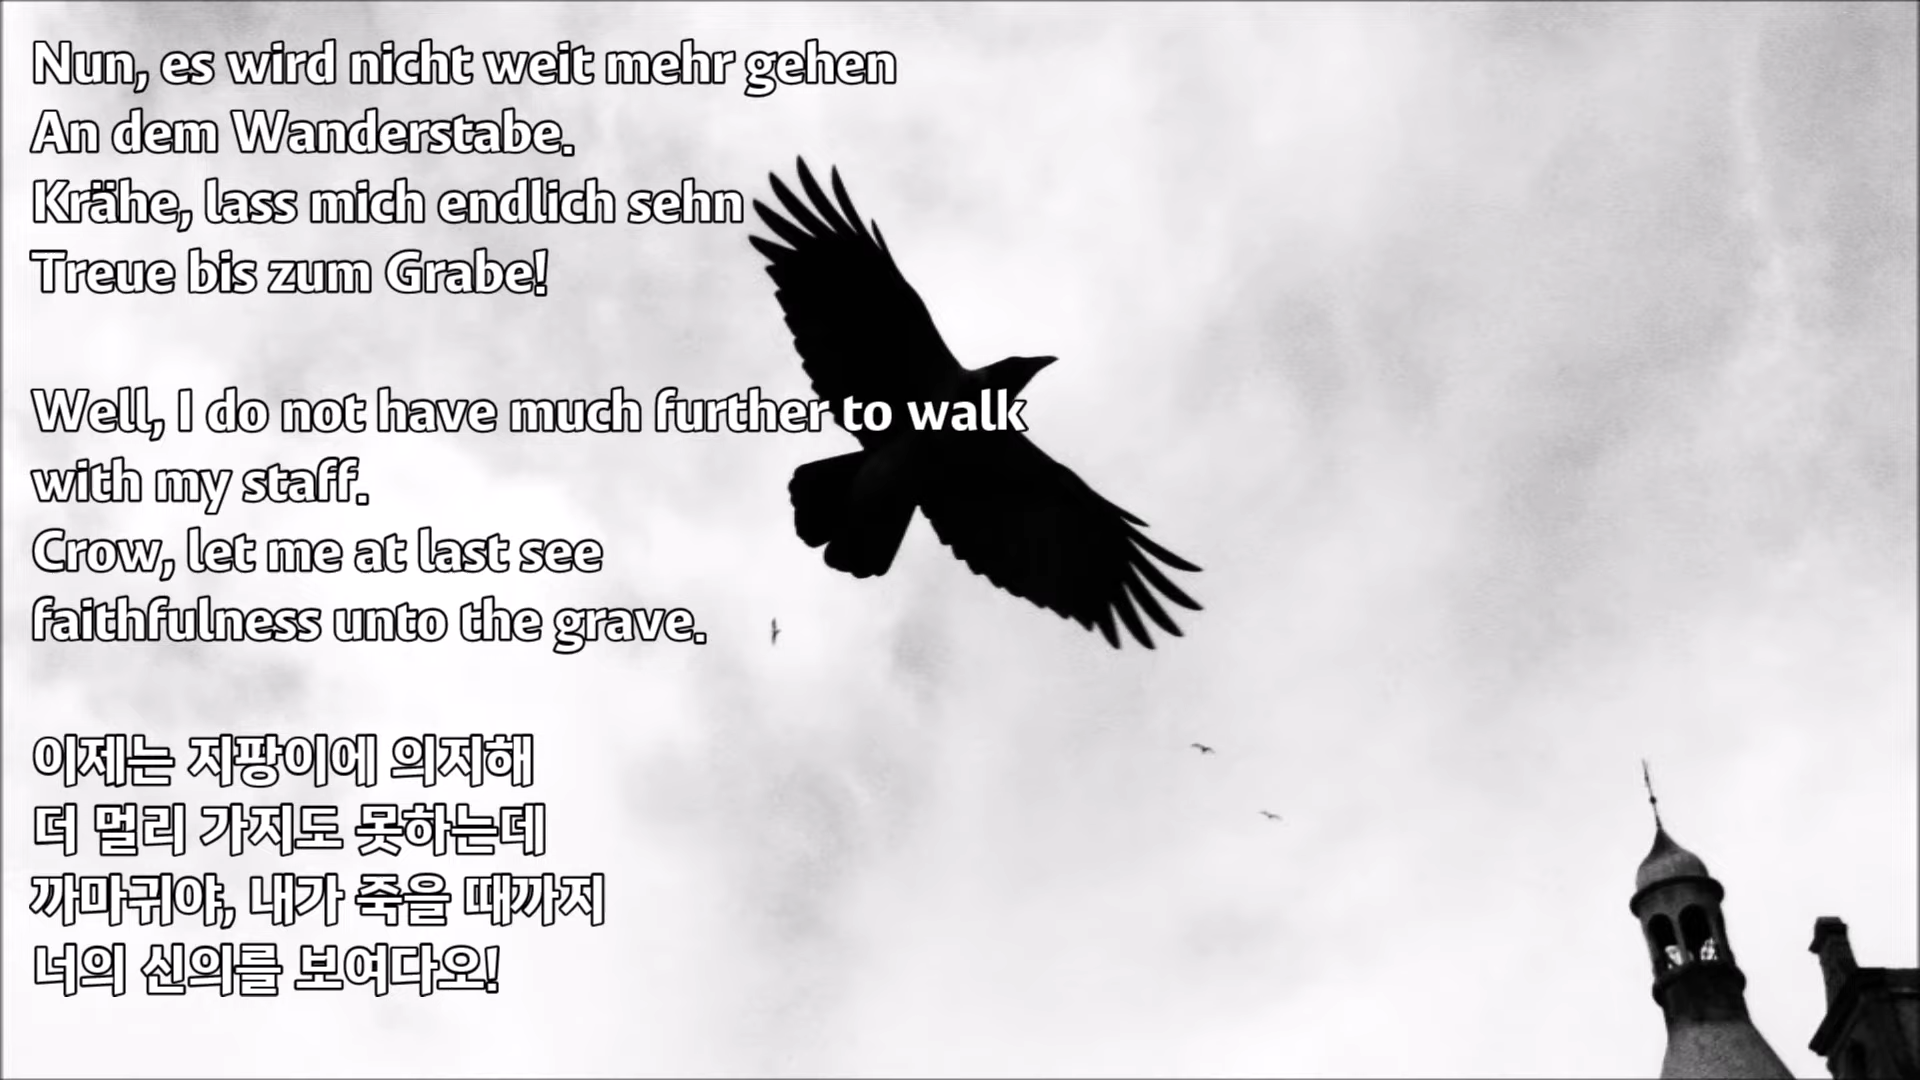 Nun, es wird nicht weit mehr gehen
An dem Wanderstabe.
Krähe, lass mich endlich sehn
Treue bis zum Grabe!
Well, I do not have much further to walk
with my staff.
Crow, let me at last see
faithfulness unto the grave.
이제는 지팡이에 의지해
더 멀리 가지도 못하는데
까마귀야, 내가 죽을 때까지
너의 신의를 보여다오!